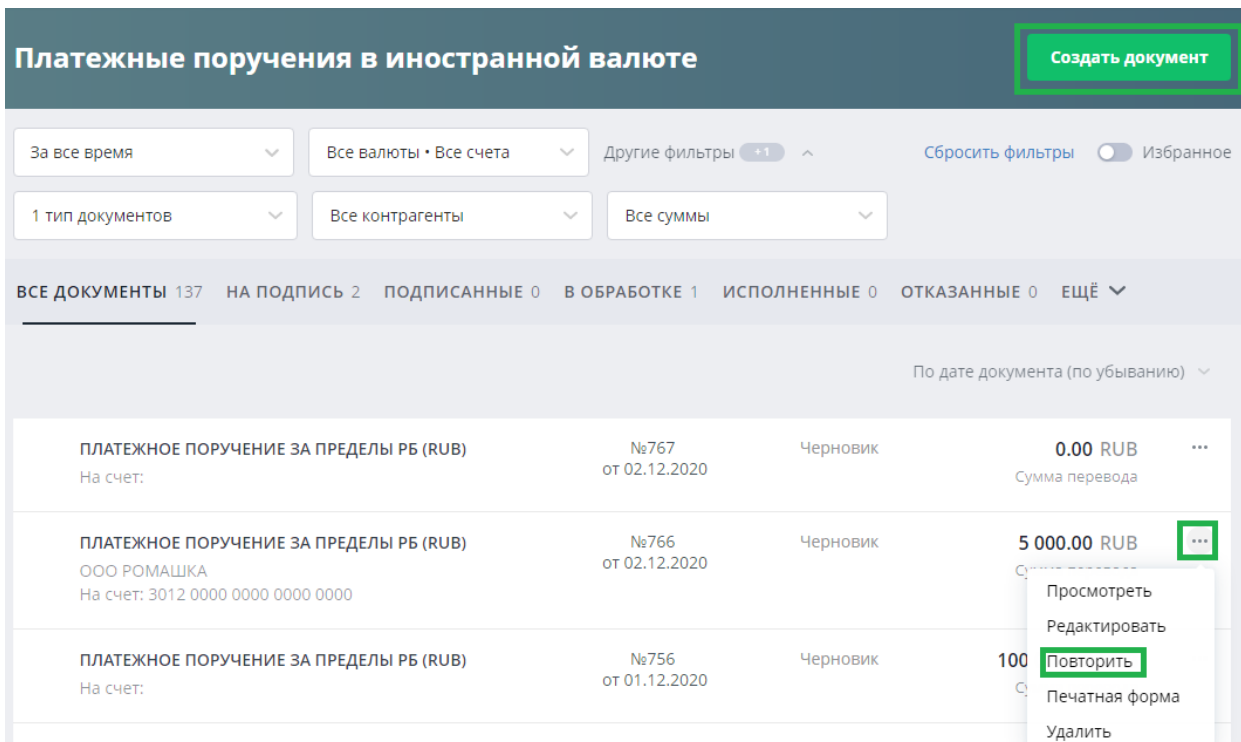 Платежные поручения в иностранной валюте
Создать документ
За все время
Все валюты • Все счета
Другие фильтры +1
Сбросить фильтры
Избранное
1 тип документов
Все контрагенты
Все суммы
ВСЕ ДОКУМЕНТЫ 137 НА ПОДПИСЬ 2 ПОДПИСАННЫЕ 0 В ОБРАБОТКЕ 1 ИСПОЛНЕННЫЕ 0 ОТКАЗАННЫЕ 0 ЕЩЁ
По дате документа (по убыванию)
ПЛАТЕЖНОЕ ПОРУЧЕНИЕ ЗА ПРЕДЕЛЫ РБ (RUB)
На счет:
№767
от 02.12.2020
Черновик
0.00 RUB
Сумма перевода
ПЛАТЕЖНОЕ ПОРУЧЕНИЕ ЗА ПРЕДЕЛЫ РБ (RUB)
ООО РОМАШКА
На счет: 3012 0000 0000 0000 0000
№766
от 02.12.2020
Черновик
5 000.00 RUB
Просмотреть
Редактировать
Повторить
Печатная форма
Удалить
ПЛАТЕЖНОЕ ПОРУЧЕНИЕ ЗА ПРЕДЕЛЫ РБ (RUB)
На счет:
№756
от 01.12.2020
Черновик
100